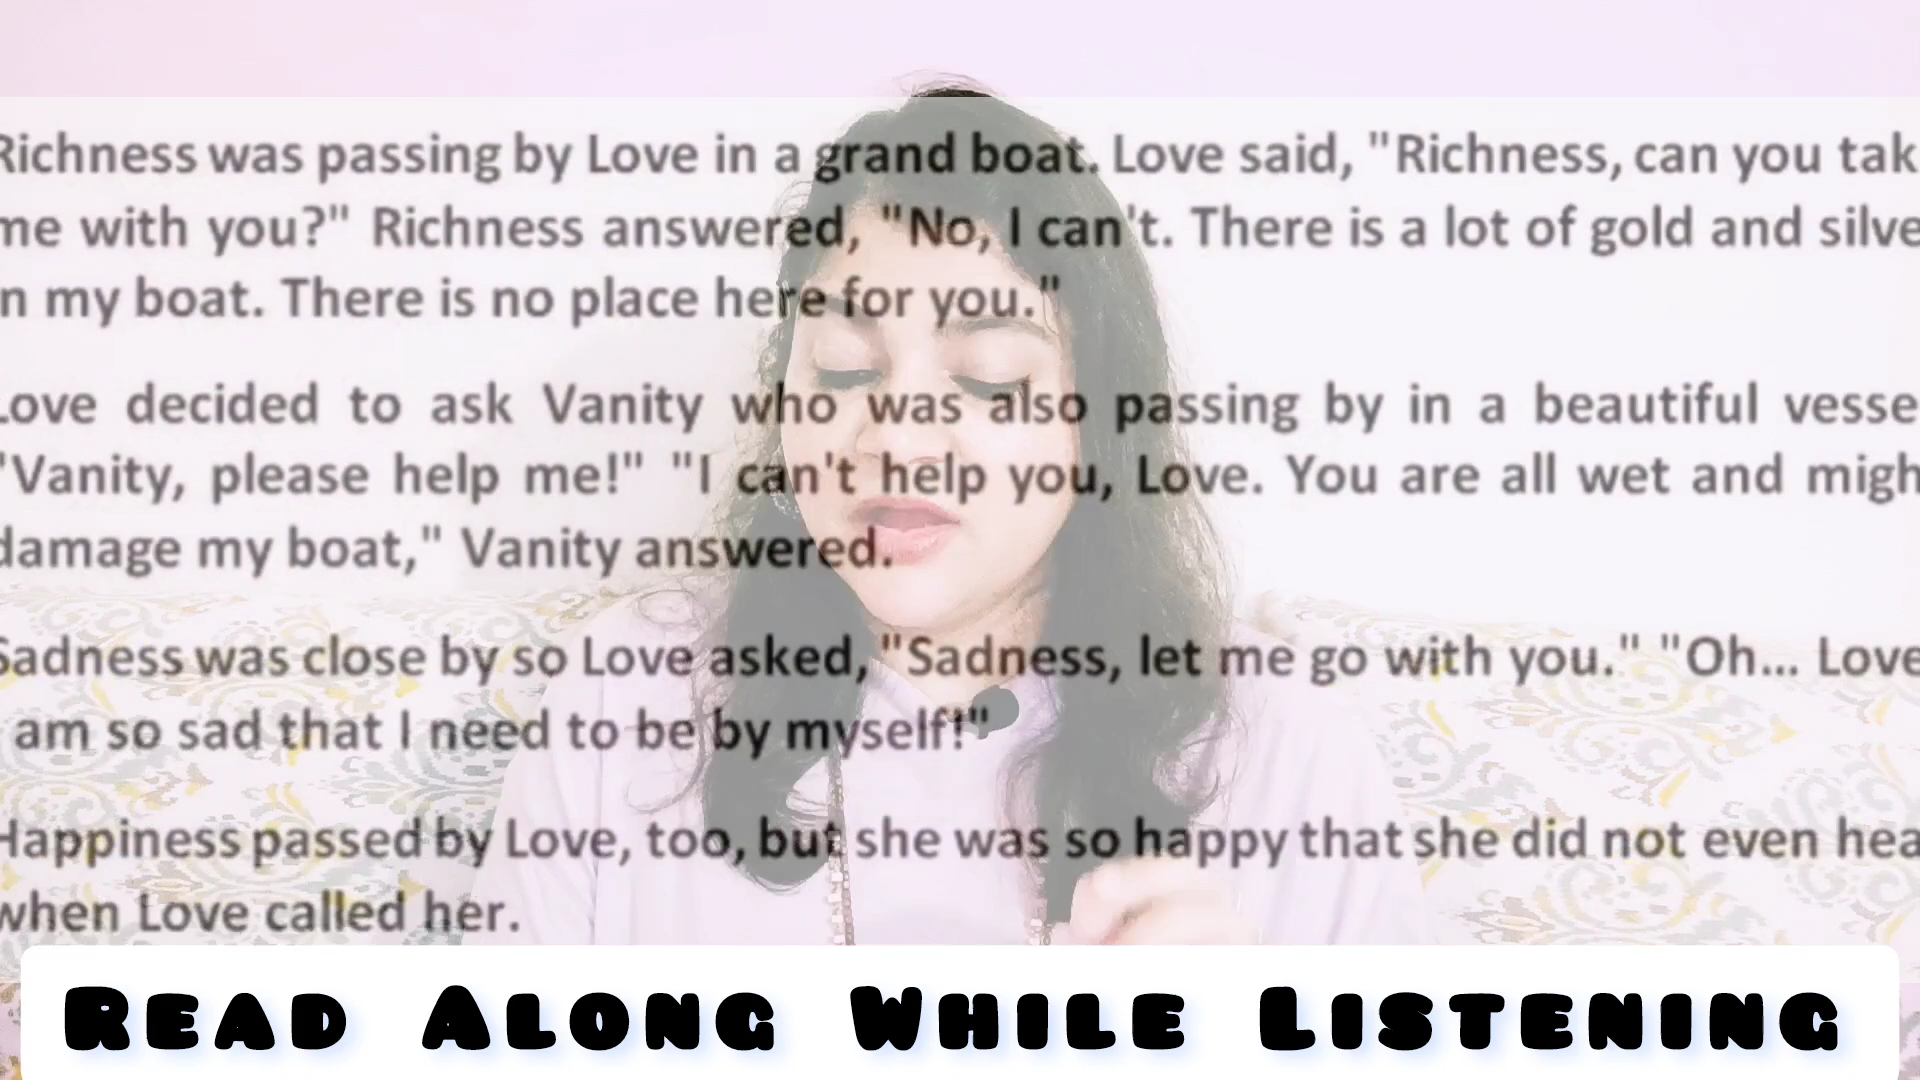 Richness was passing by Love in a grand boat. Love said, "Richness, can you tak
me with you?" Richness answered, "No, I can't. There is a lot of gold and silve
n my boat. There is no place here for you."
Love decided to ask Vanity who was also passing by in a beautiful vesse
"Vanity, please help me!" "I can't help you, Love. You are all wet and migh
damage my boat," Vanity answered.
Sadness was close by so Love asked, "Sadness, let me go with you." "Oh... Love
am so sad that I need to be by myself!"
Happiness passed by Love, too, but she was so happy that she did not even hea
when Love called her.
READ ALONG WHILE LISTENING